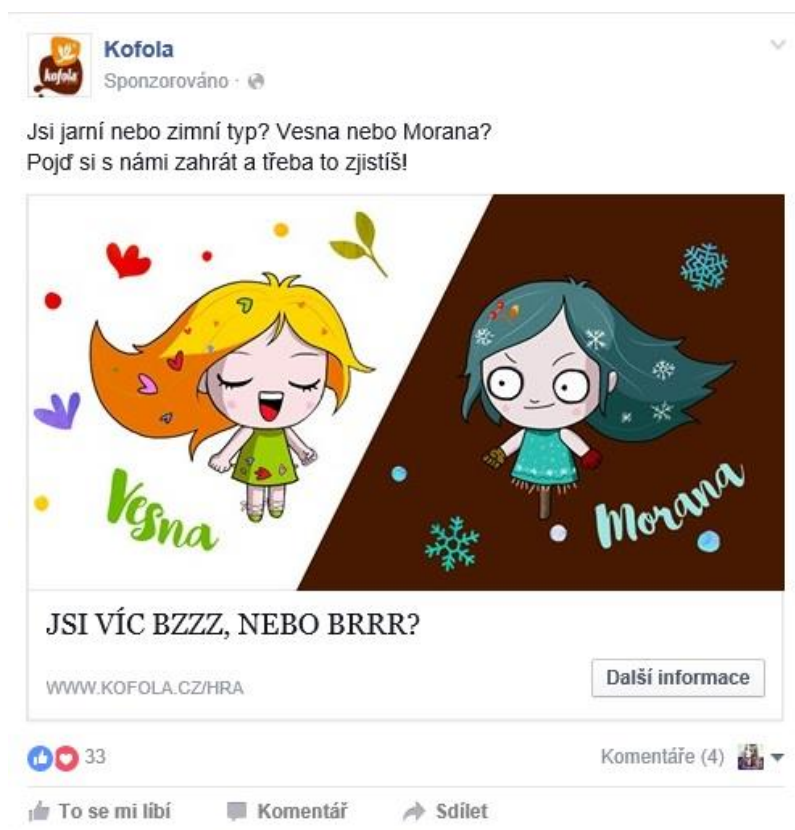 Kofola
kofola
Sponzorováno ·
Jsi jarní nebo zimní typ? Vesna nebo Morana?
Pojď si s námi zahrát a třeba to zjistíš!
Vesna
Morana
JSI VÍC BZZZ, NEBO BRRR?
WWW.KOFOLA.CZ/HRA
Další informace
33
Komentáře (4)
To se mi líbí
Komentář
Sdílet